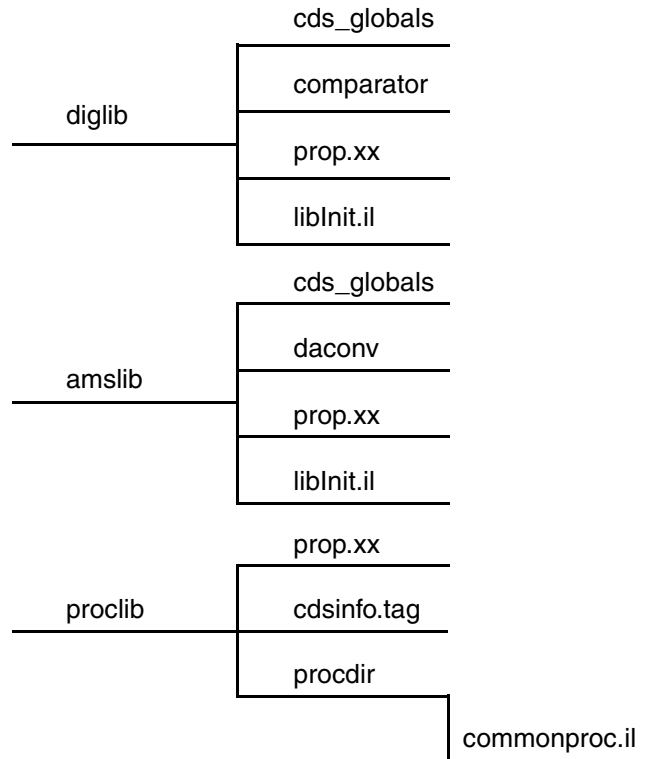 cds_globals
comparator
diglib
prop.xx
libInit.il
cds_globals
daconv
amslib
prop.xx
libInit.il
prop.xx
proclib
cdsinfo.tag
procdir
commonproc.il